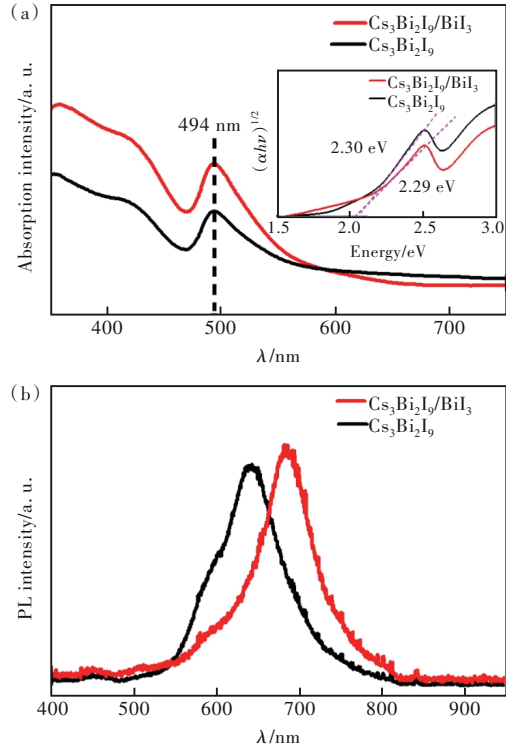 (a)
Cs₃Bi₂I₉/BiI₃
Cs₃Bi₂I₉
494 nm
Absorption intensity/a. u.
Cs₃Bi₂I₉/BiI₃
Cs₃Bi₂I₉
(αhν)¹/²
2.30 eV
2.29 eV
1.5 2.0 2.5 3.0
Energy/eV
400 500 600 700
λ/nm
(b)
Cs₃Bi₂I₉/BiI₃
Cs₃Bi₂I₉
PL intensity/a. u.
400 500 600 700 800 900
λ/nm